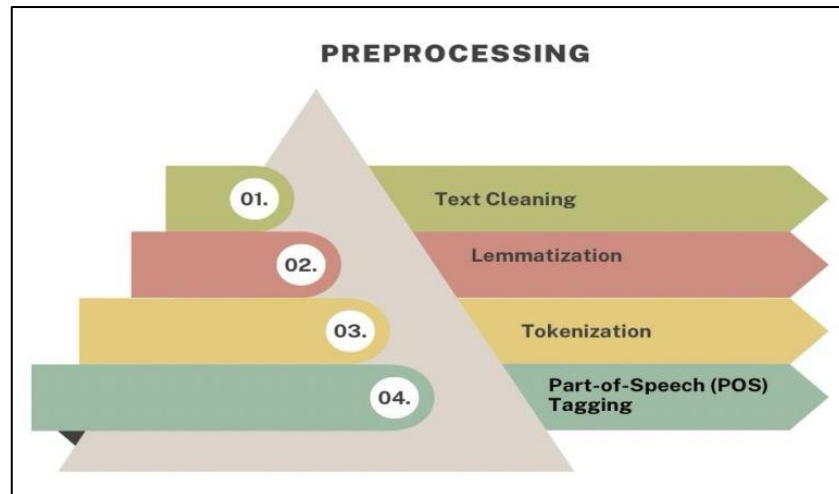 PREPROCESSING
01.
Text Cleaning
02.
Lemmatization
03.
Tokenization
04.
Part-of-Speech (POS)
Tagging